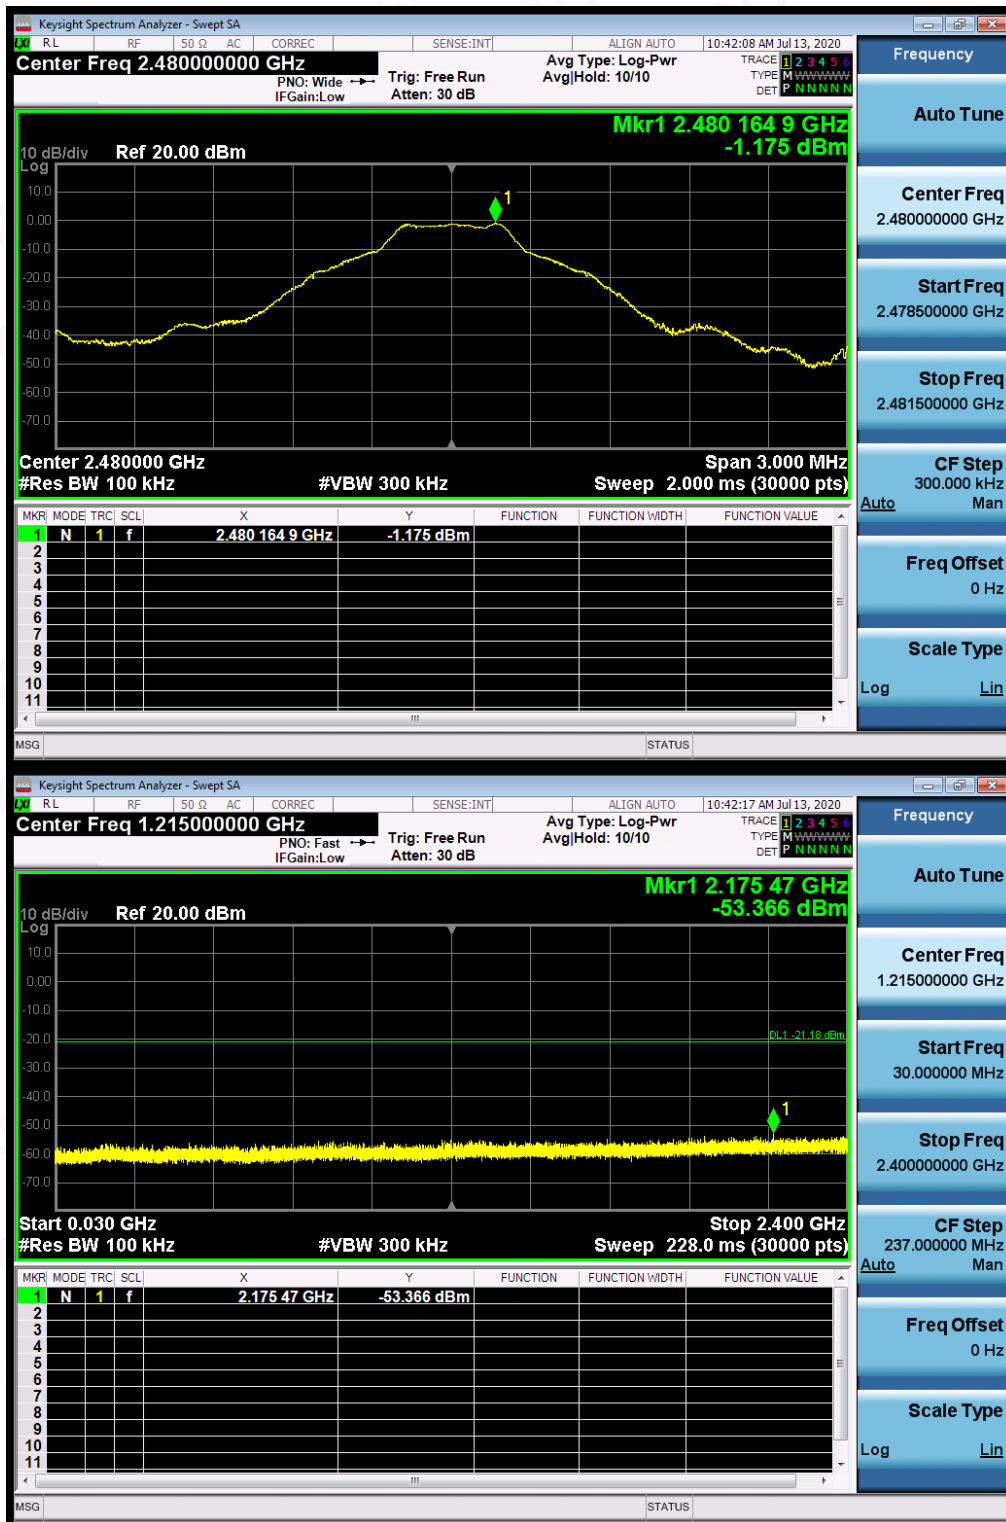 Keysight Spectrum Analyzer - Swept SA
LXI RL RF 50 Ω AC CORREC SENSE:INT ALIGN AUTO 10:42:08 AM Jul 13, 2020
Center Freq 2.480000000 GHz
PNO: Wide
IFGain:Low
Trig: Free Run
Atten: 30 dB
Avg Type: Log-Pwr
Avg|Hold: 10/10
TRACE 1 2 3 4 5 6
TYPE M WWWWW
DET P N N N N N
Mkr1 2.480 164 9 GHz
-1.175 dBm
10 dB/div Ref 20.00 dBm
Log
10.0
0.00
-10.0
-20.0
-30.0
-40.0
-50.0
-60.0
-70.0
1
Center 2.480000 GHz Span 3.000 MHz
#Res BW 100 kHz #VBW 300 kHz Sweep 2.000 ms (30000 pts)
MKR MODE TRC SCL X Y FUNCTION FUNCTION WIDTH FUNCTION VALUE
1 N 1 f 2.480 164 9 GHz -1.175 dBm
2
3
4
5
6
7
8
9
10
11
MSG STATUS
Frequency
Auto Tune
Center Freq
2.480000000 GHz
Start Freq
2.478500000 GHz
Stop Freq
2.481500000 GHz
CF Step
300.000 kHz
Auto Man
Freq Offset
0 Hz
Scale Type
Log Lin
Keysight Spectrum Analyzer - Swept SA
LXI RL RF 50 Ω AC CORREC SENSE:INT ALIGN AUTO 10:42:17 AM Jul 13, 2020
Center Freq 1.215000000 GHz
PNO: Fast
IFGain:Low
Trig: Free Run
Atten: 30 dB
Avg Type: Log-Pwr
Avg|Hold: 10/10
TRACE 1 2 3 4 5 6
TYPE M WWWWW
DET P N N N N N
Mkr1 2.175 47 GHz
-53.366 dBm
10 dB/div Ref 20.00 dBm
Log
10.0
0.00
-10.0
-20.0
-30.0
-40.0
-50.0
-60.0
-70.0
DL1 -21.18 dBm
1
Start 0.030 GHz Stop 2.400 GHz
#Res BW 100 kHz #VBW 300 kHz Sweep 228.0 ms (30000 pts)
MKR MODE TRC SCL X Y FUNCTION FUNCTION WIDTH FUNCTION VALUE
1 N 1 f 2.175 47 GHz -53.366 dBm
2
3
4
5
6
7
8
9
10
11
MSG STATUS
Frequency
Auto Tune
Center Freq
1.215000000 GHz
Start Freq
30.000000 MHz
Stop Freq
2.400000000 GHz
CF Step
237.000000 MHz
Auto Man
Freq Offset
0 Hz
Scale Type
Log Lin